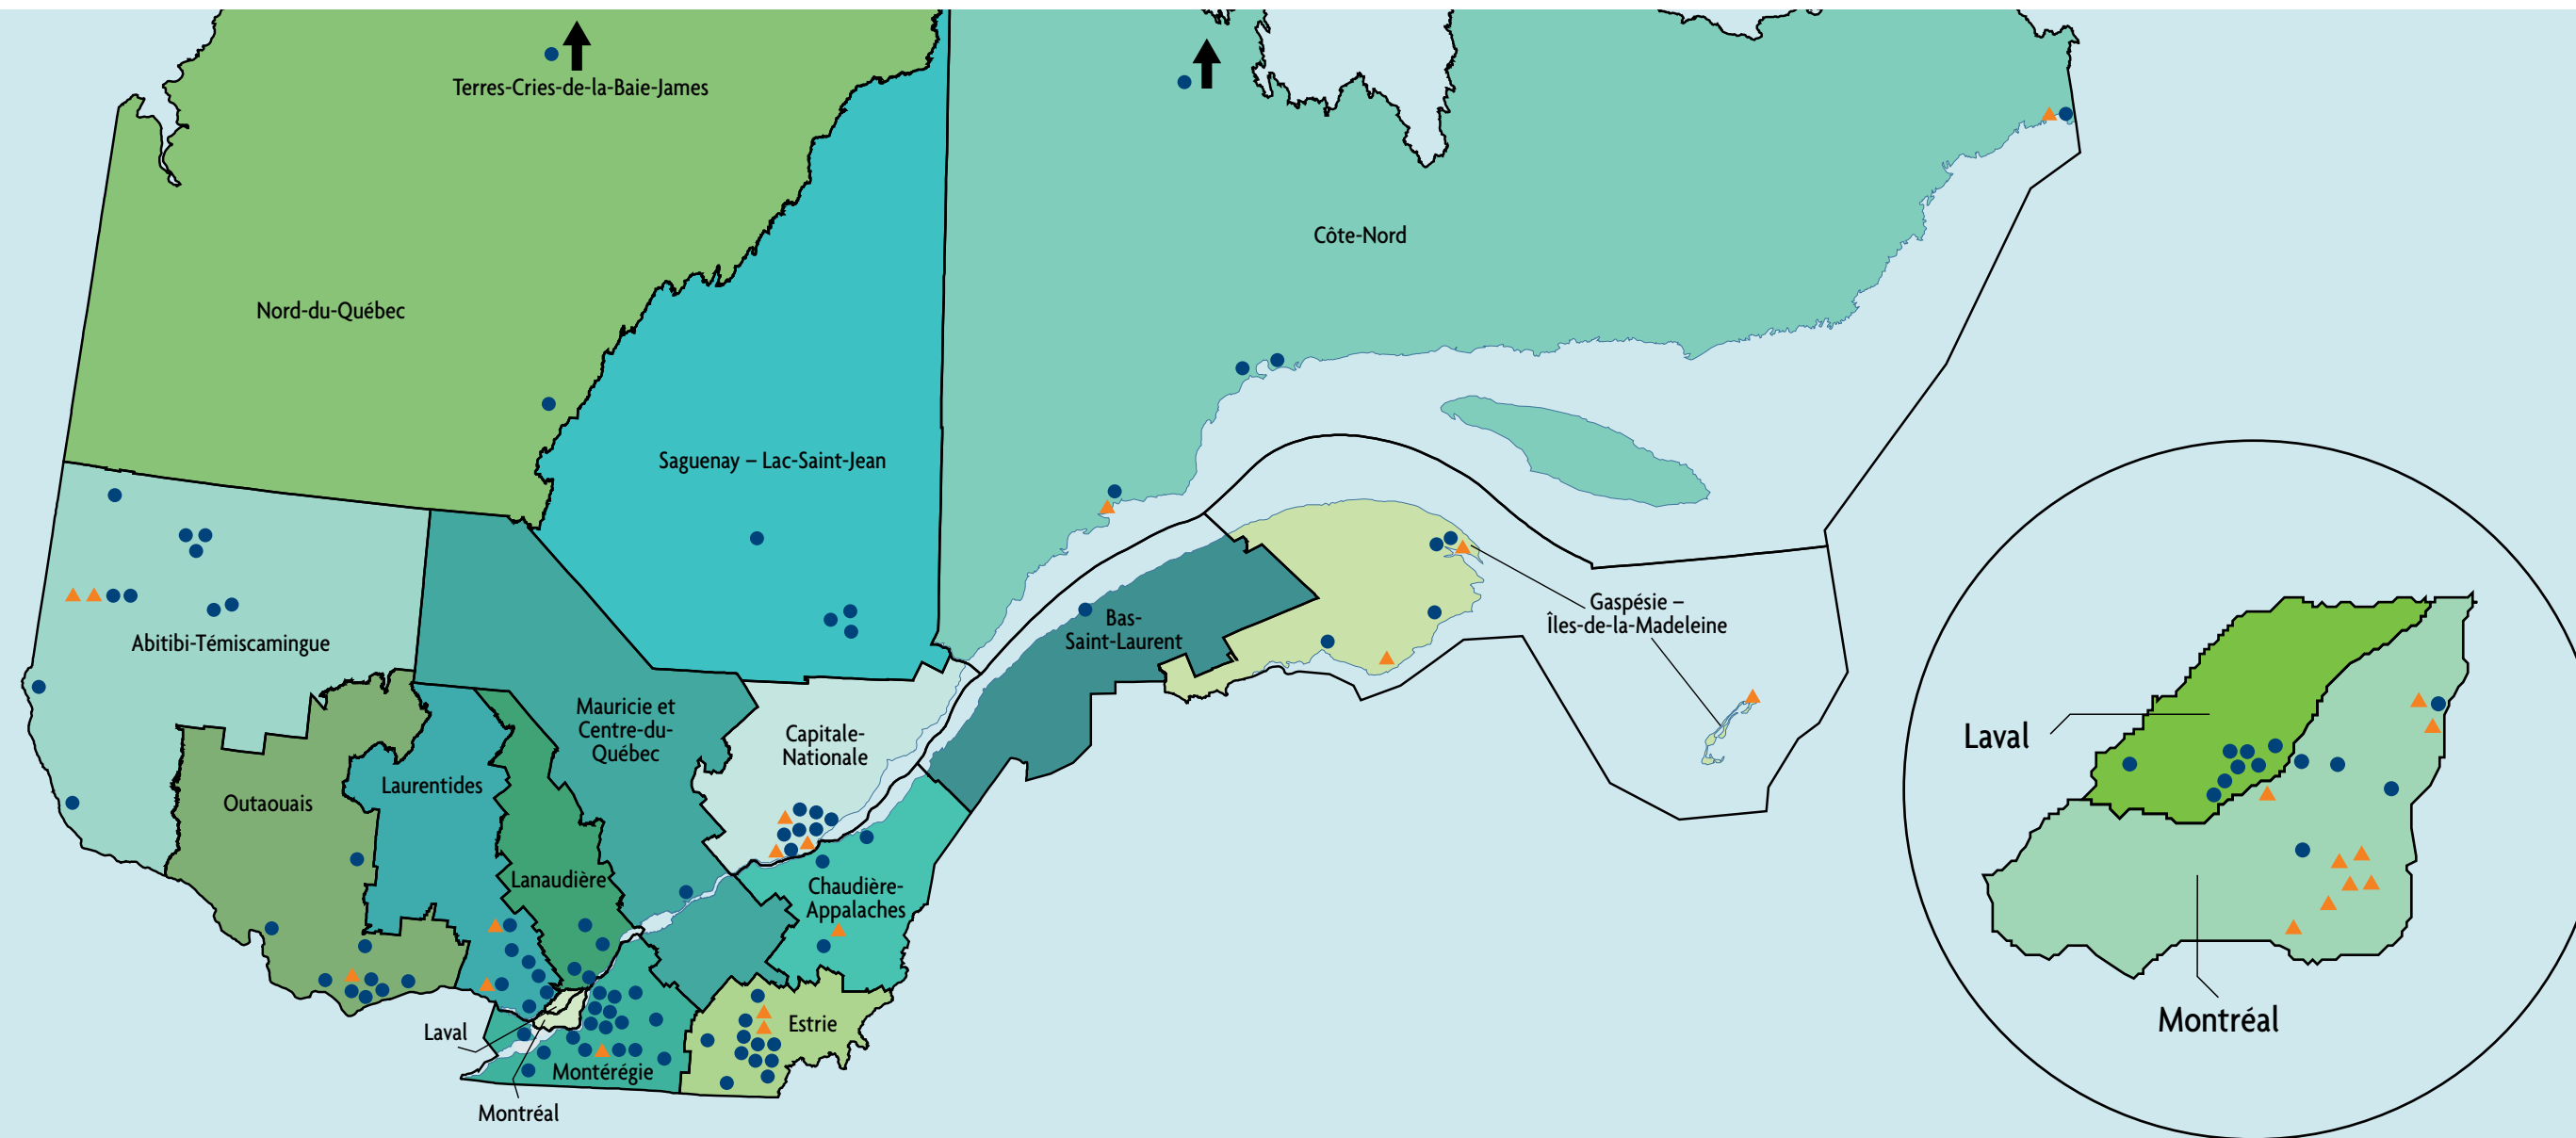 Terres-Cries-de-la-Baie-James
Côte-Nord
Nord-du-Québec
Saguenay – Lac-Saint-Jean
Gaspésie –
Îles-de-la-Madeleine
Bas-
Saint-Laurent
Abitibi-Témiscamingue
Mauricie et
Centre-du-
Québec
Capitale-
Nationale
Laval
Laurentides
Outaouais
Lanaudière
Chaudière-
Appalaches
Montréal
Estrie
Laval
Montérégie
Montréal